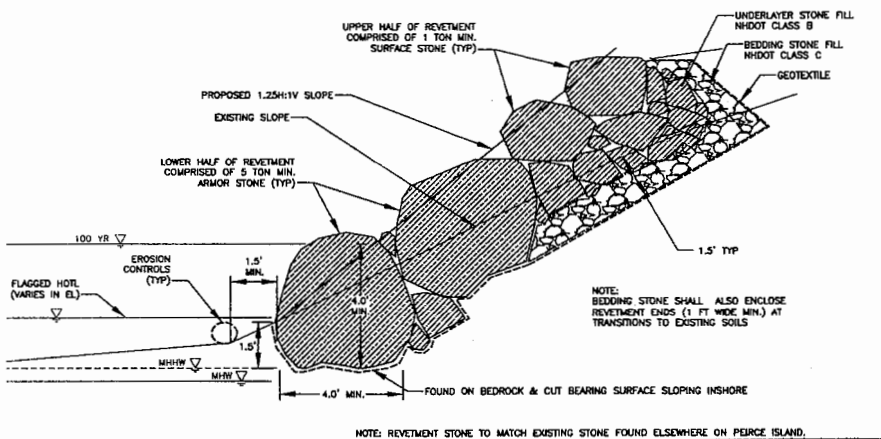 UPPER HALF OF REVETMENT
COMPRISED OF 1 TON MIN.
SURFACE STONE (TYP)
UNDERLAYER STONE FILL
NHDOT CLASS B
BEDDING STONE FILL
NHDOT CLASS C
GEOTEXTILE
PROPOSED 1.25H:1V SLOPE
EXISTING SLOPE
LOWER HALF OF REVETMENT
COMPRISED OF 5 TON MIN.
ARMOR STONE (TYP)
100 YR
1.5'
MIN.
EROSION
CONTROLS
(TYP)
FLAGGED HOTL
(VARIES IN EL)
4.0'
MIN
1.5' TYP
NOTE:
BEDDING STONE SHALL ALSO ENCLOSE
REVETMENT ENDS (1 FT WIDE MIN.) AT
TRANSITIONS TO EXISTING SOILS
1.5'
MHHW
MHW
4.0' MIN.
FOUND ON BEDROCK & CUT BEARING SURFACE SLOPING INSHORE
NOTE: REVETMENT STONE TO MATCH EXISTING STONE FOUND ELSEWHERE ON PEIRCE ISLAND.